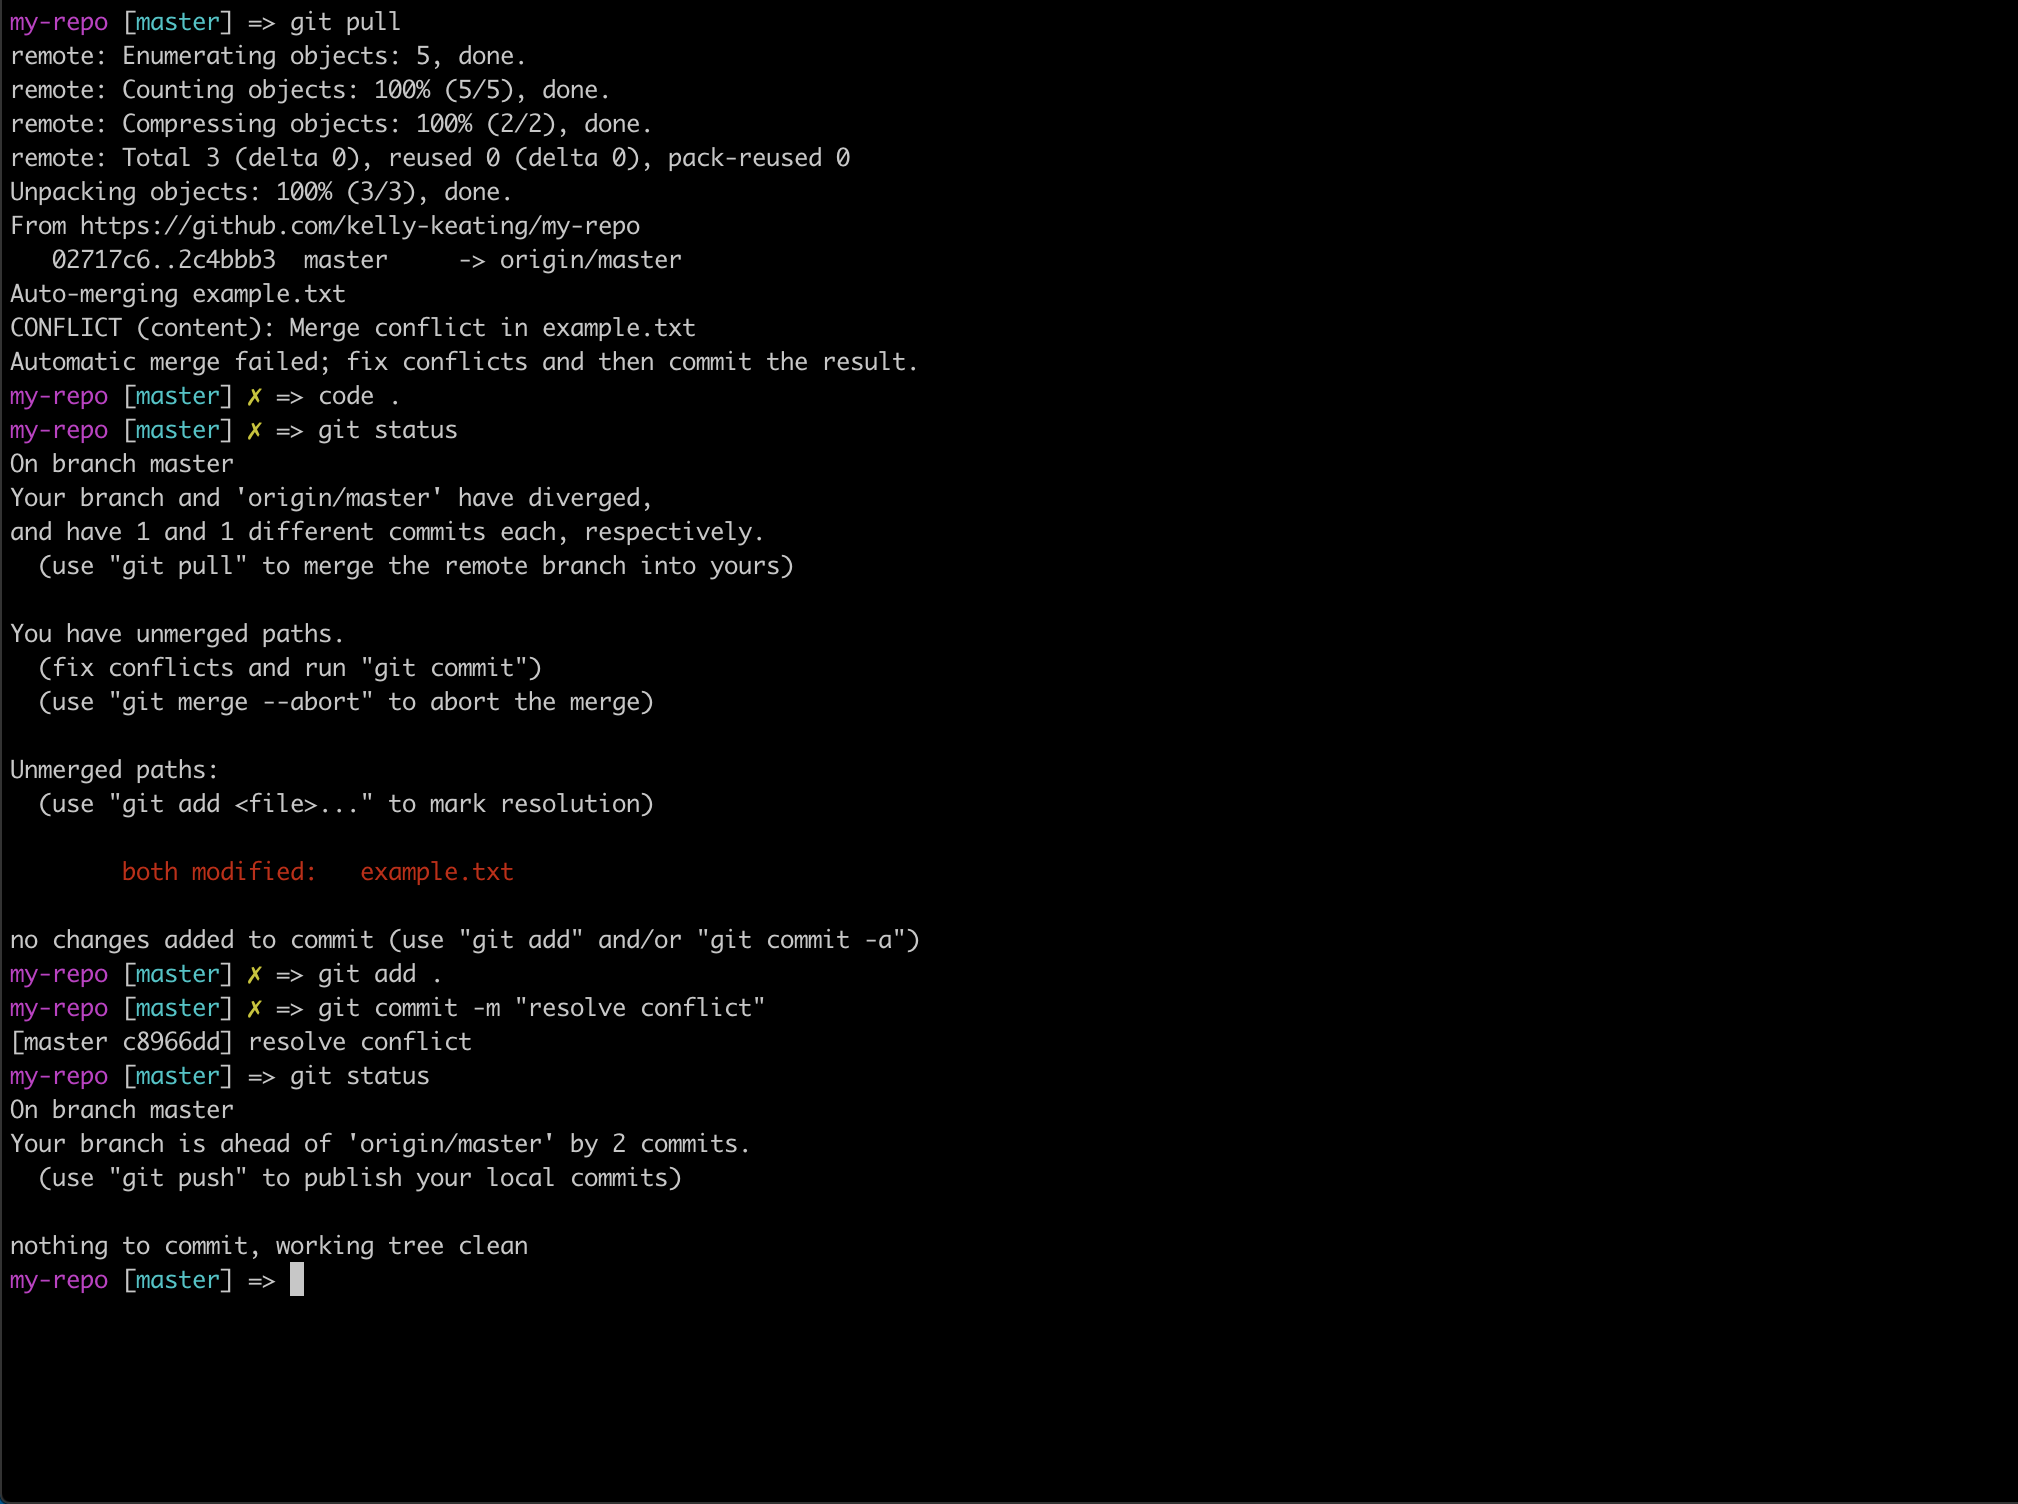 my-repo [master] => git pull
remote: Enumerating objects: 5, done.
remote: Counting objects: 100% (5/5), done.
remote: Compressing objects: 100% (2/2), done.
remote: Total 3 (delta 0), reused 0 (delta 0), pack-reused 0
Unpacking objects: 100% (3/3), done.
From https://github.com/kelly-keating/my-repo
   02717c6..2c4bbb3  master     -> origin/master
Auto-merging example.txt
CONFLICT (content): Merge conflict in example.txt
Automatic merge failed; fix conflicts and then commit the result.
my-repo [master] ✗ => code .
my-repo [master] ✗ => git status
On branch master
Your branch and 'origin/master' have diverged,
and have 1 and 1 different commits each, respectively.
  (use "git pull" to merge the remote branch into yours)

You have unmerged paths.
  (fix conflicts and run "git commit")
  (use "git merge --abort" to abort the merge)

Unmerged paths:
  (use "git add <file>..." to mark resolution)

        both modified:   example.txt

no changes added to commit (use "git add" and/or "git commit -a")
my-repo [master] ✗ => git add .
my-repo [master] ✗ => git commit -m "resolve conflict"
[master c8966dd] resolve conflict
my-repo [master] => git status
On branch master
Your branch is ahead of 'origin/master' by 2 commits.
  (use "git push" to publish your local commits)

nothing to commit, working tree clean
my-repo [master] =>